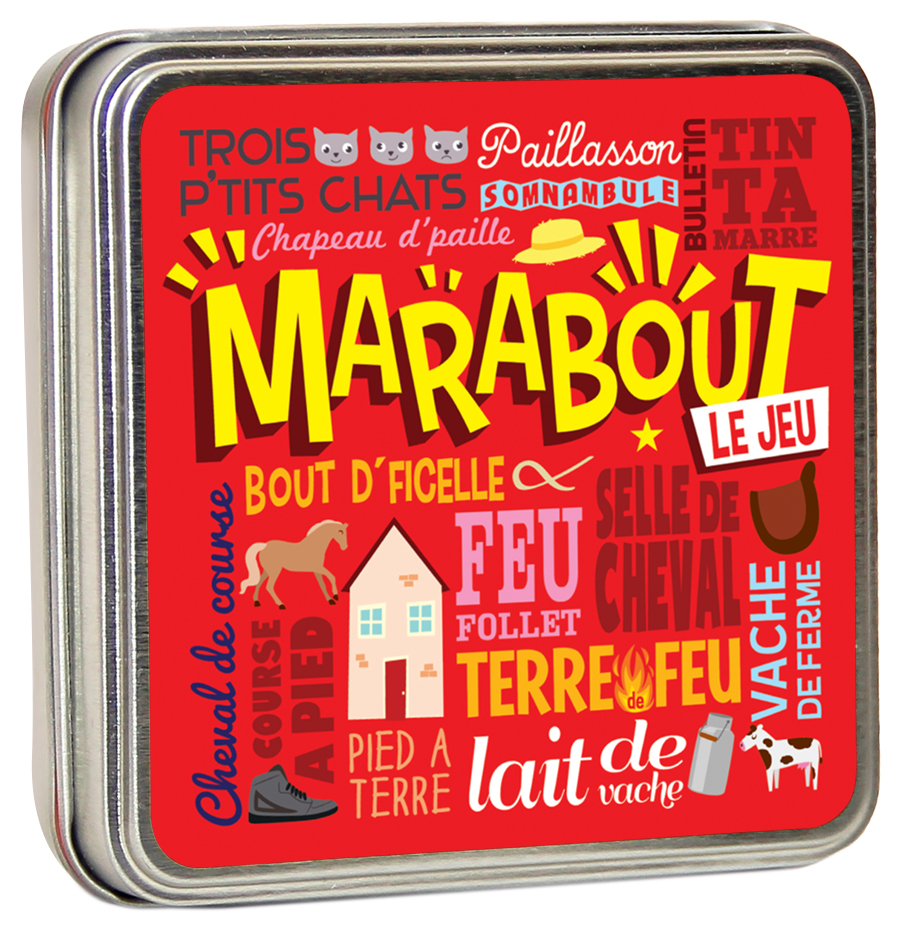 TROIS
P'TITS CHATS
Chapeau d'paille
Paillasson
SOMNAMBULE
BULLETIN
TIN
TA
MARRE
MARABOUT
LE JEU
BOUT D'FICELLE
SELLE DE
CHEVAL
Cheval de course
COURSE
A PIED
FEU
FOLLET
TERRE de FEU
VACHE
DE FERME
PIED A
TERRE
lait de
vache